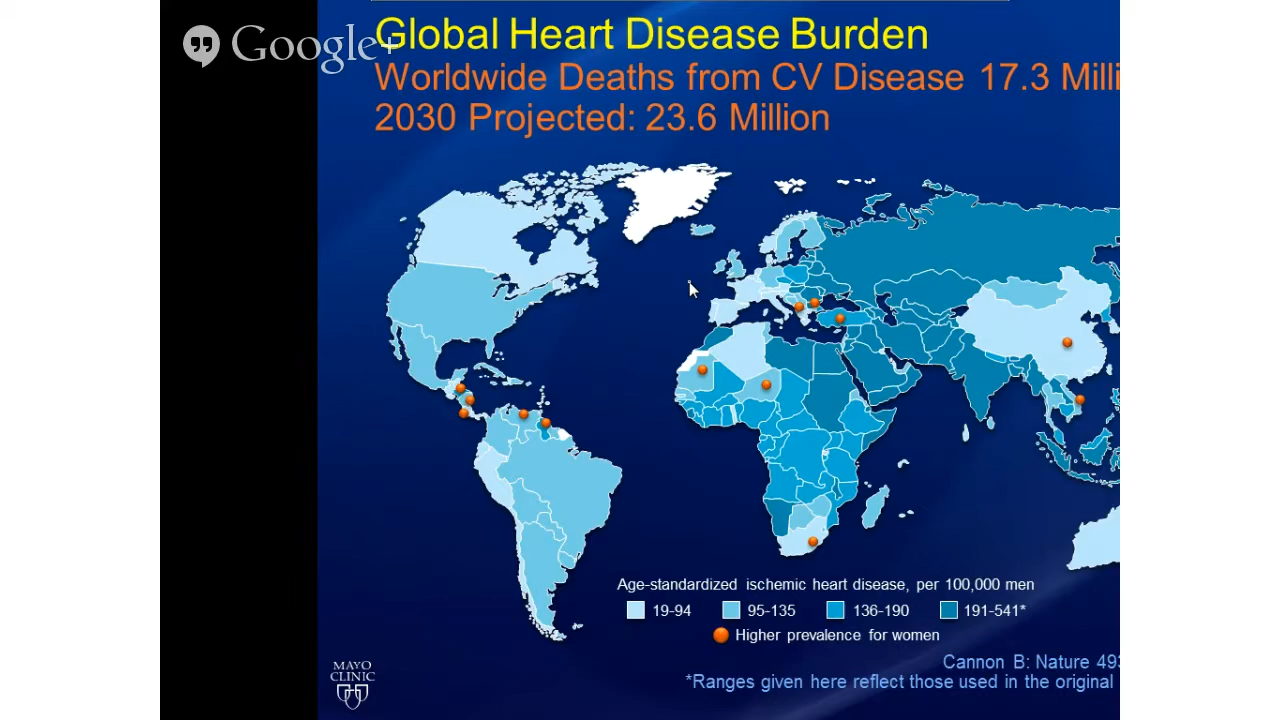 Google+
Global Heart Disease Burden
Worldwide Deaths from CV Disease 17.3 Milli
2030 Projected: 23.6 Million
Age-standardized ischemic heart disease, per 100,000 men
19-94 95-135 136-190 191-541*
Higher prevalence for women
MAYO
CLINIC
Cannon B: Nature 493
*Ranges given here reflect those used in the original